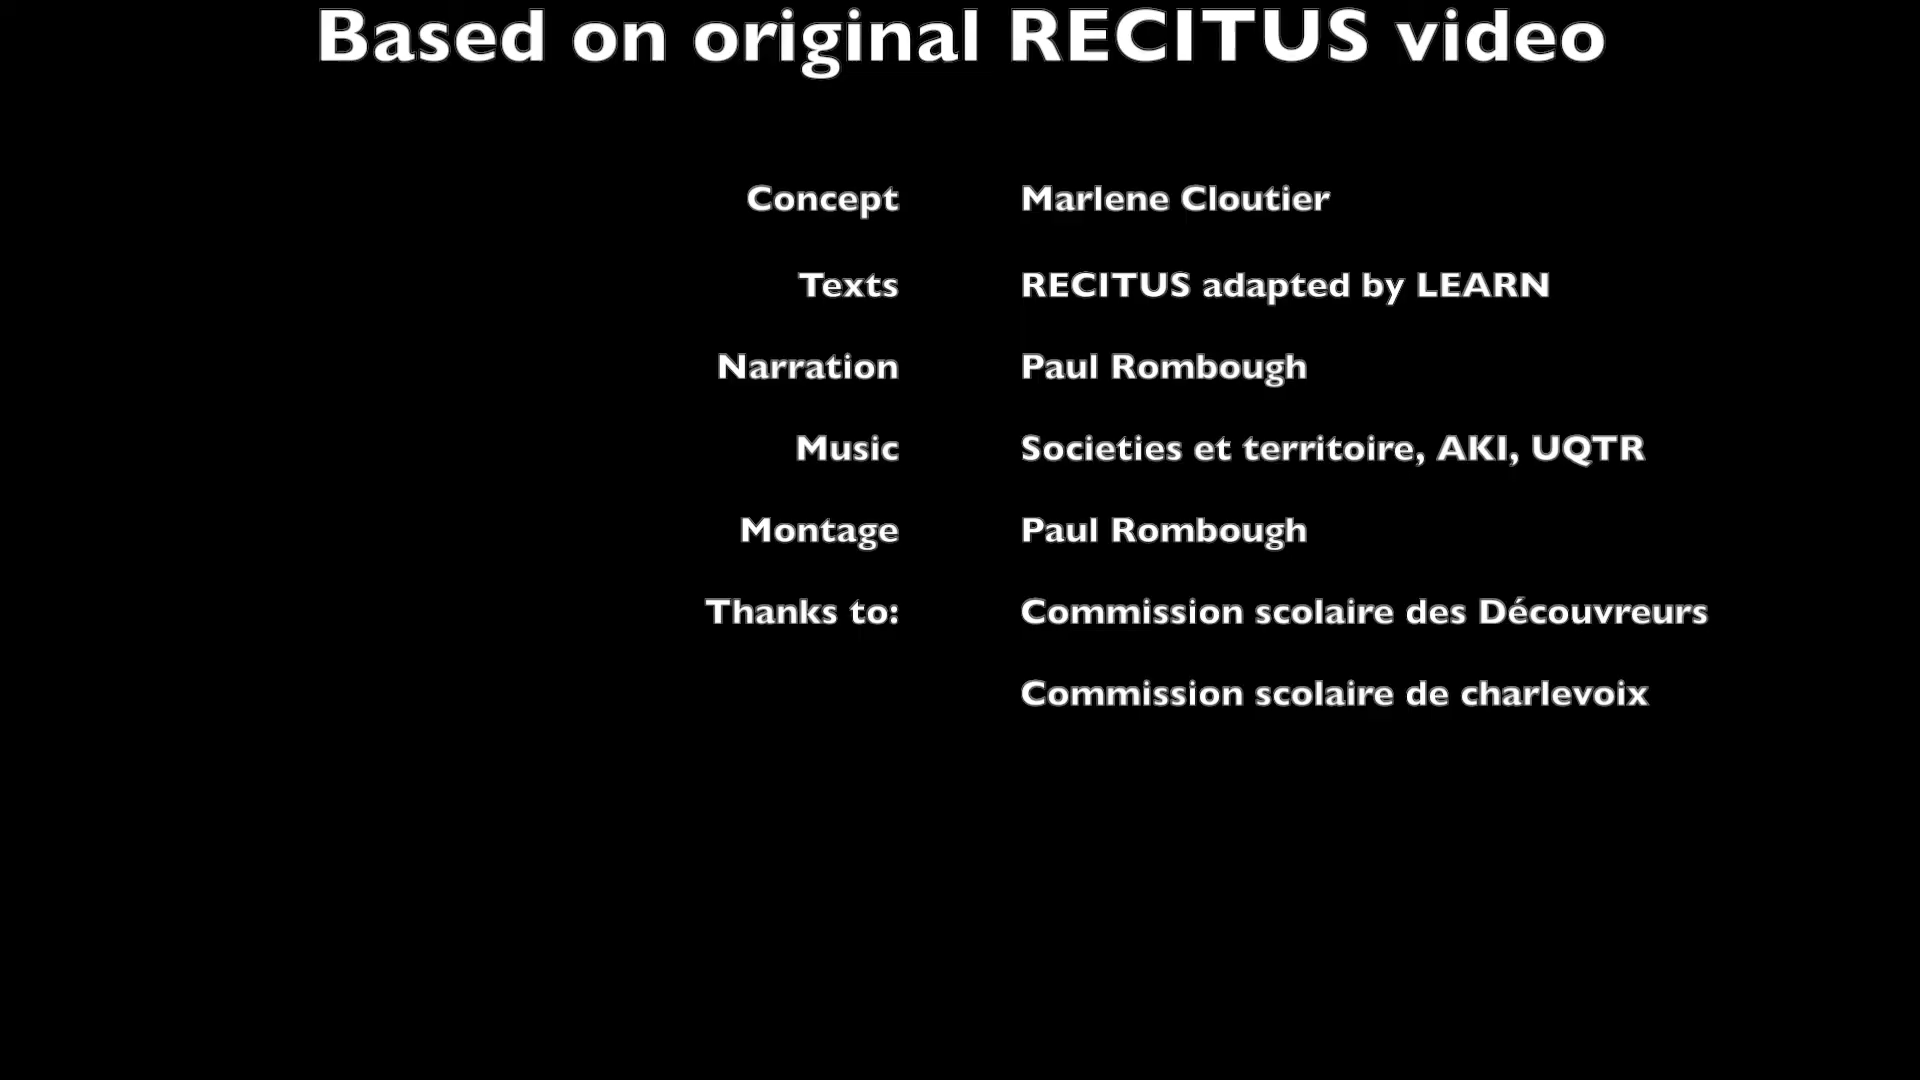 Based on original RECITUS video
Concept Marlene Cloutier
Texts RECITUS adapted by LEARN
Narration Paul Rombough
Music Societies et territoire, AKI, UQTR
Montage Paul Rombough
Thanks to: Commission scolaire des Découvreurs
Commission scolaire de charlevoix